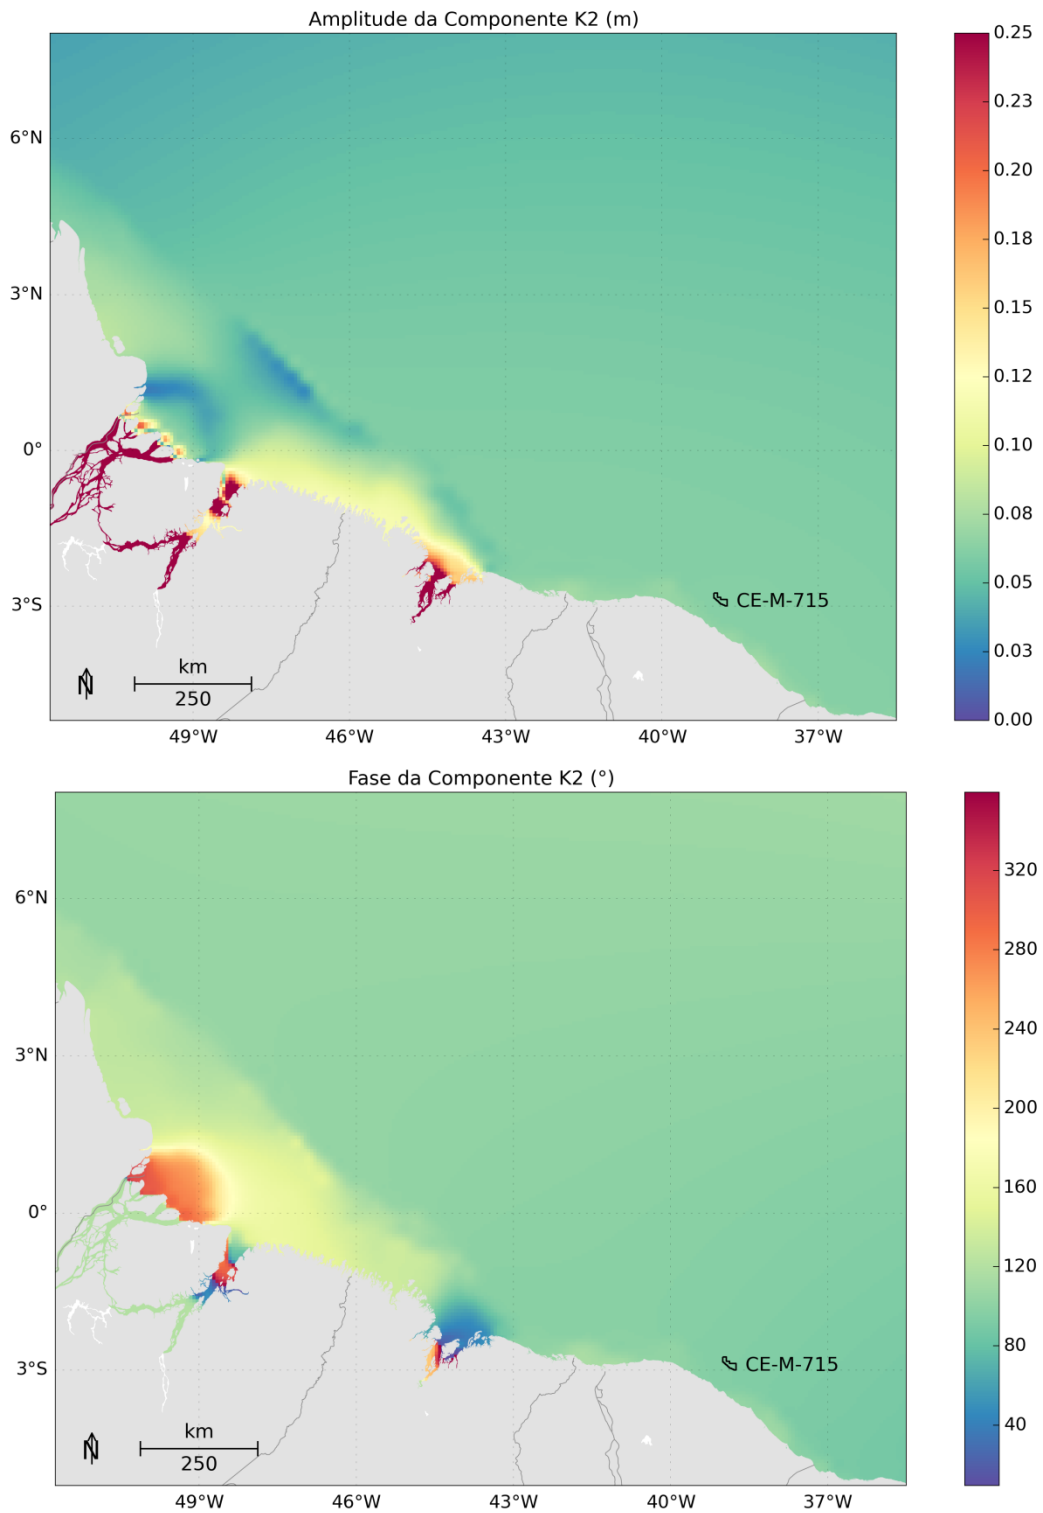 Amplitude da Componente K2 (m)
6°N
3°N
0°
3°S
49°W
46°W
43°W
40°W
37°W
CE-M-715
N
km
250
0.25
0.23
0.20
0.18
0.15
0.12
0.10
0.08
0.05
0.03
0.00
Fase da Componente K2 (°)
6°N
3°N
0°
3°S
49°W
46°W
43°W
40°W
37°W
CE-M-715
N
km
250
320
280
240
200
160
120
80
40